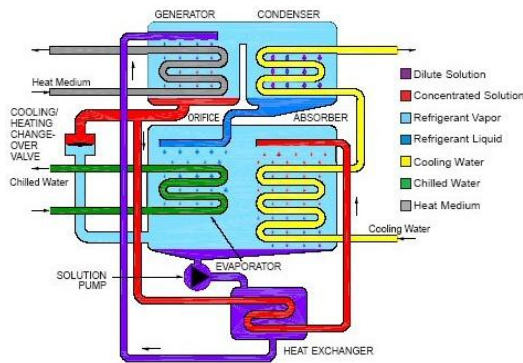 GENERATOR
CONDENSER
Heat Medium
COOLING/
HEATING
CHANGE-
OVER
VALVE
ORIFICE
ABSORBER
Chilled Water
Cooling Water
EVAPORATOR
SOLUTION
PUMP
HEAT EXCHANGER
Dilute Solution
Concentrated Solution
Refrigerant Vapor
Refrigerant Liquid
Cooling Water
Chilled Water
Heat Medium